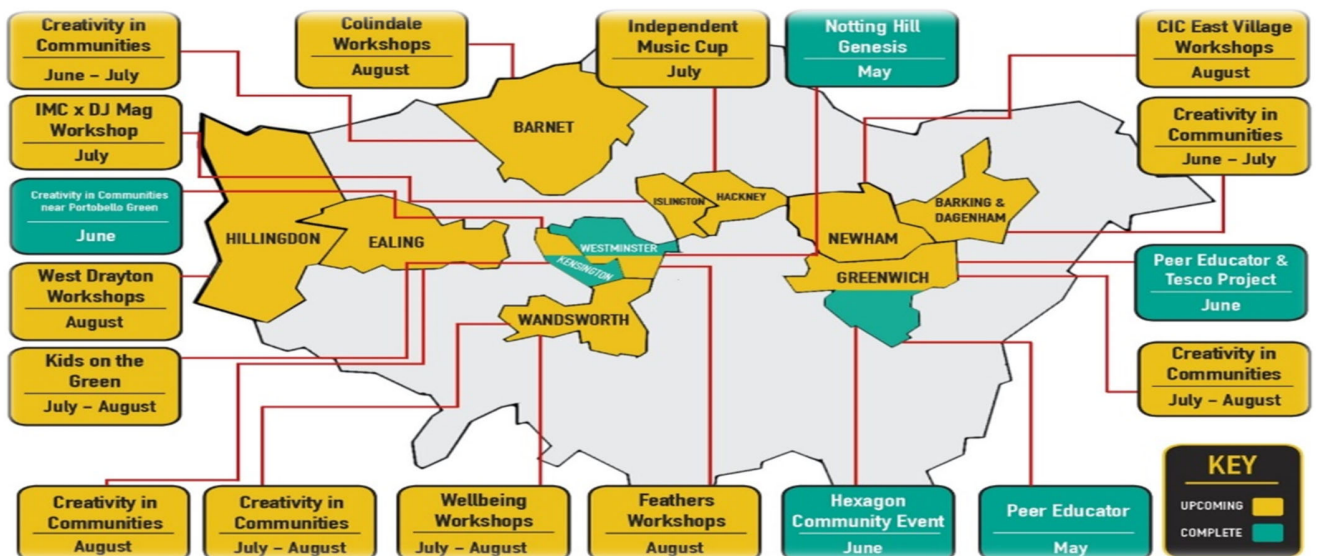 Creativity in
Communities
June – July
Colindale
Workshops
August
Independent
Music Cup
July
Notting Hill
Genesis
May
CIC East Village
Workshops
August
IMC x DJ Mag
Workshop
July
Creativity in
Communities
June – July
Creativity in Communities
near Portobello Green
June
West Drayton
Workshops
August
Kids on the
Green
July – August
BARNET
ISLINGTON
HACKNEY
BARKING &
DAGENHAM
HILLINGDON
EALING
WESTMINSTER
KENSINGTON
NEWHAM
GREENWICH
WANDSWORTH
Peer Educator &
Tesco Project
June
Creativity in
Communities
July – August
Creativity in
Communities
August
Creativity in
Communities
July – August
Wellbeing
Workshops
July – August
Feathers
Workshops
August
Hexagon
Community Event
June
Peer Educator
May
KEY
UPCOMING
COMPLETE